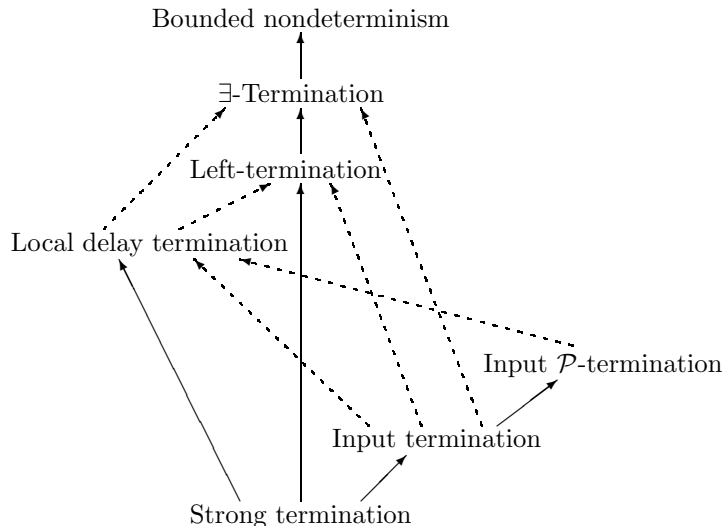 Bounded nondeterminism
∃-Termination
Left-termination
Local delay termination
Input 𝒫-termination
Input termination
Strong termination